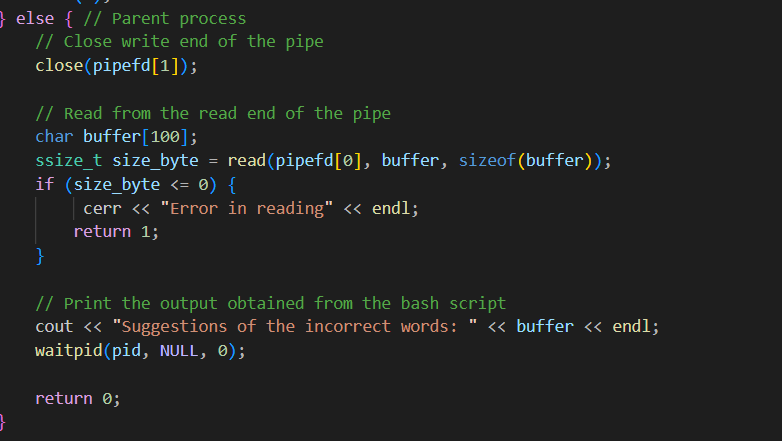 } else { // Parent process
// Close write end of the pipe
close(pipefd[1]);
// Read from the read end of the pipe
char buffer[100];
ssize_t size_byte = read(pipefd[0], buffer, sizeof(buffer));
if (size_byte <= 0) {
cerr << "Error in reading" << endl;
return 1;
}
// Print the output obtained from the bash script
cout << "Suggestions of the incorrect words: " << buffer << endl;
waitpid(pid, NULL, 0);
return 0;
}